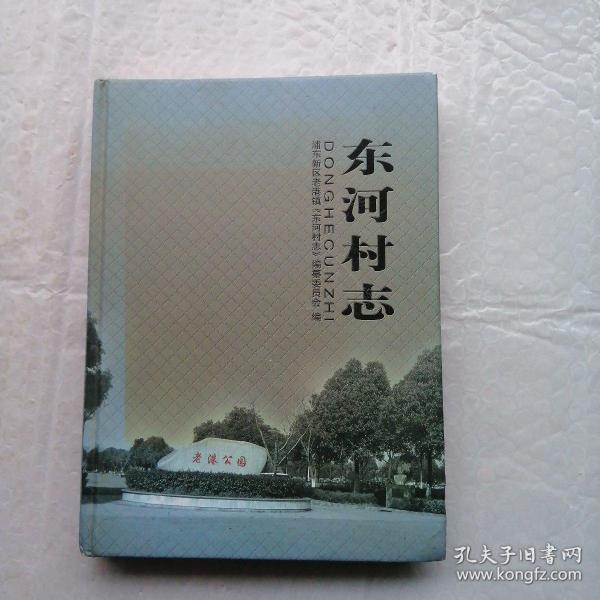 东河村志
DONGHECUNZHI
浦东新区老港镇《东河村志》编纂委员会 编
老港公园
孔夫子旧书网
www.kongfz.com